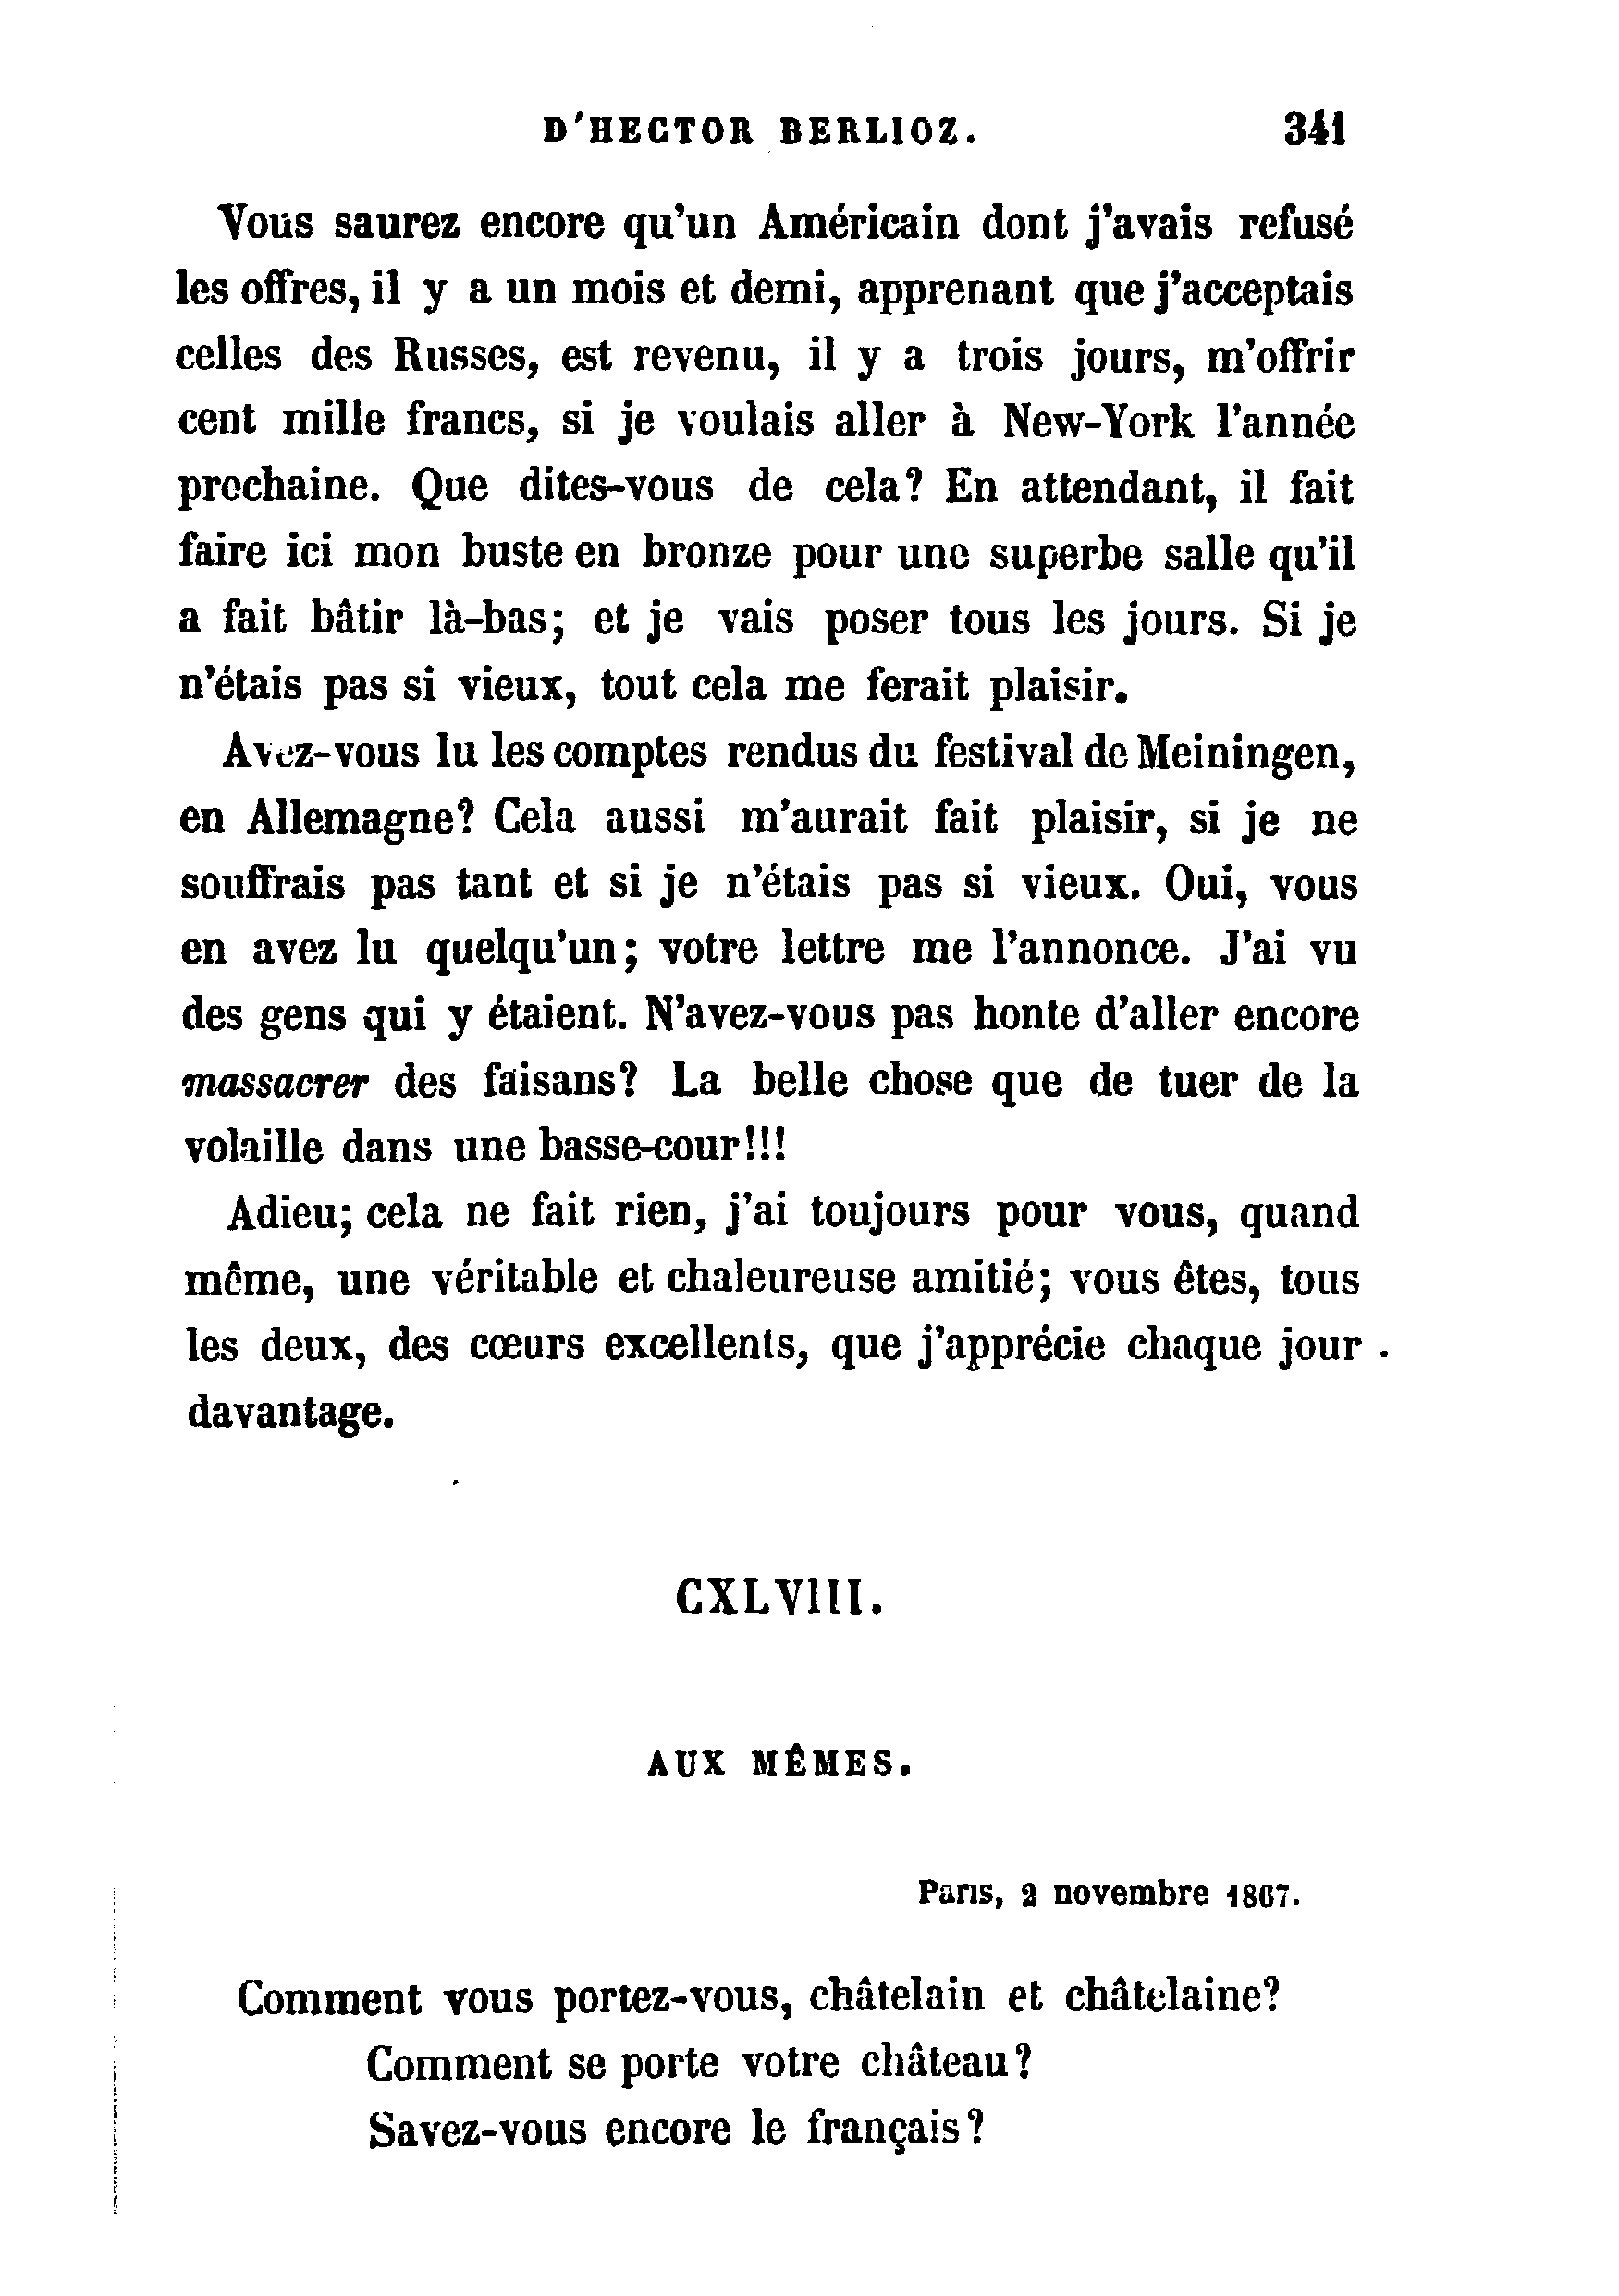 D'HECTOR BERLIOZ. 341
Vous saurez encore qu'un Américain dont j'avais refusé
les offres, il y a un mois et demi, apprenant que j'acceptais
celles des Russes, est revenu, il y a trois jours, m'offrir
cent mille francs, si je voulais aller à New-York l'année
prochaine. Que dites-vous de cela? En attendant, il fait
faire ici mon buste en bronze pour une superbe salle qu'il
a fait bâtir là-bas; et je vais poser tous les jours. Si je
n'étais pas si vieux, tout cela me ferait plaisir.
Avez-vous lu les comptes rendus du festival de Meiningen,
en Allemagne? Cela aussi m'aurait fait plaisir, si je ne
souffrais pas tant et si je n'étais pas si vieux. Oui, vous
en avez lu quelqu'un; votre lettre me l'annonce. J'ai vu
des gens qui y étaient. N'avez-vous pas honte d'aller encore
massacrer des faisans? La belle chose que de tuer de la
volaille dans une basse-cour!!!
Adieu; cela ne fait rien, j'ai toujours pour vous, quand
même, une véritable et chaleureuse amitié; vous êtes, tous
les deux, des cœurs excellents, que j'apprécie chaque jour
davantage.
CXLVIII.
AUX MÊMES.
Paris, 2 novembre 1867.
Comment vous portez-vous, châtelain et châtelaine?
Comment se porte votre château?
Savez-vous encore le français?